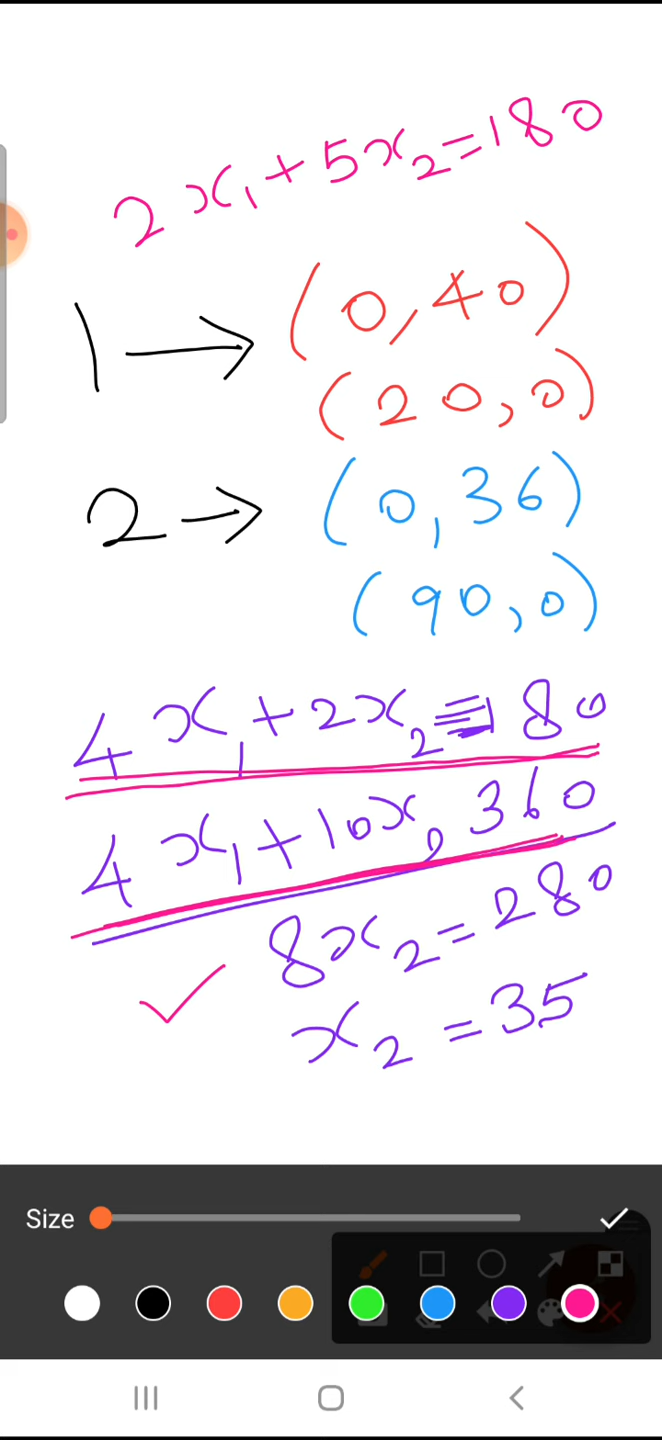 2x₁+5x₂=180
1→(0,40)
(20,0)
2→(0,36)
(90,0)
4x₁+2x₂=80
4x₁+10x₂ 360
8x₂=280
x₂=35
Size